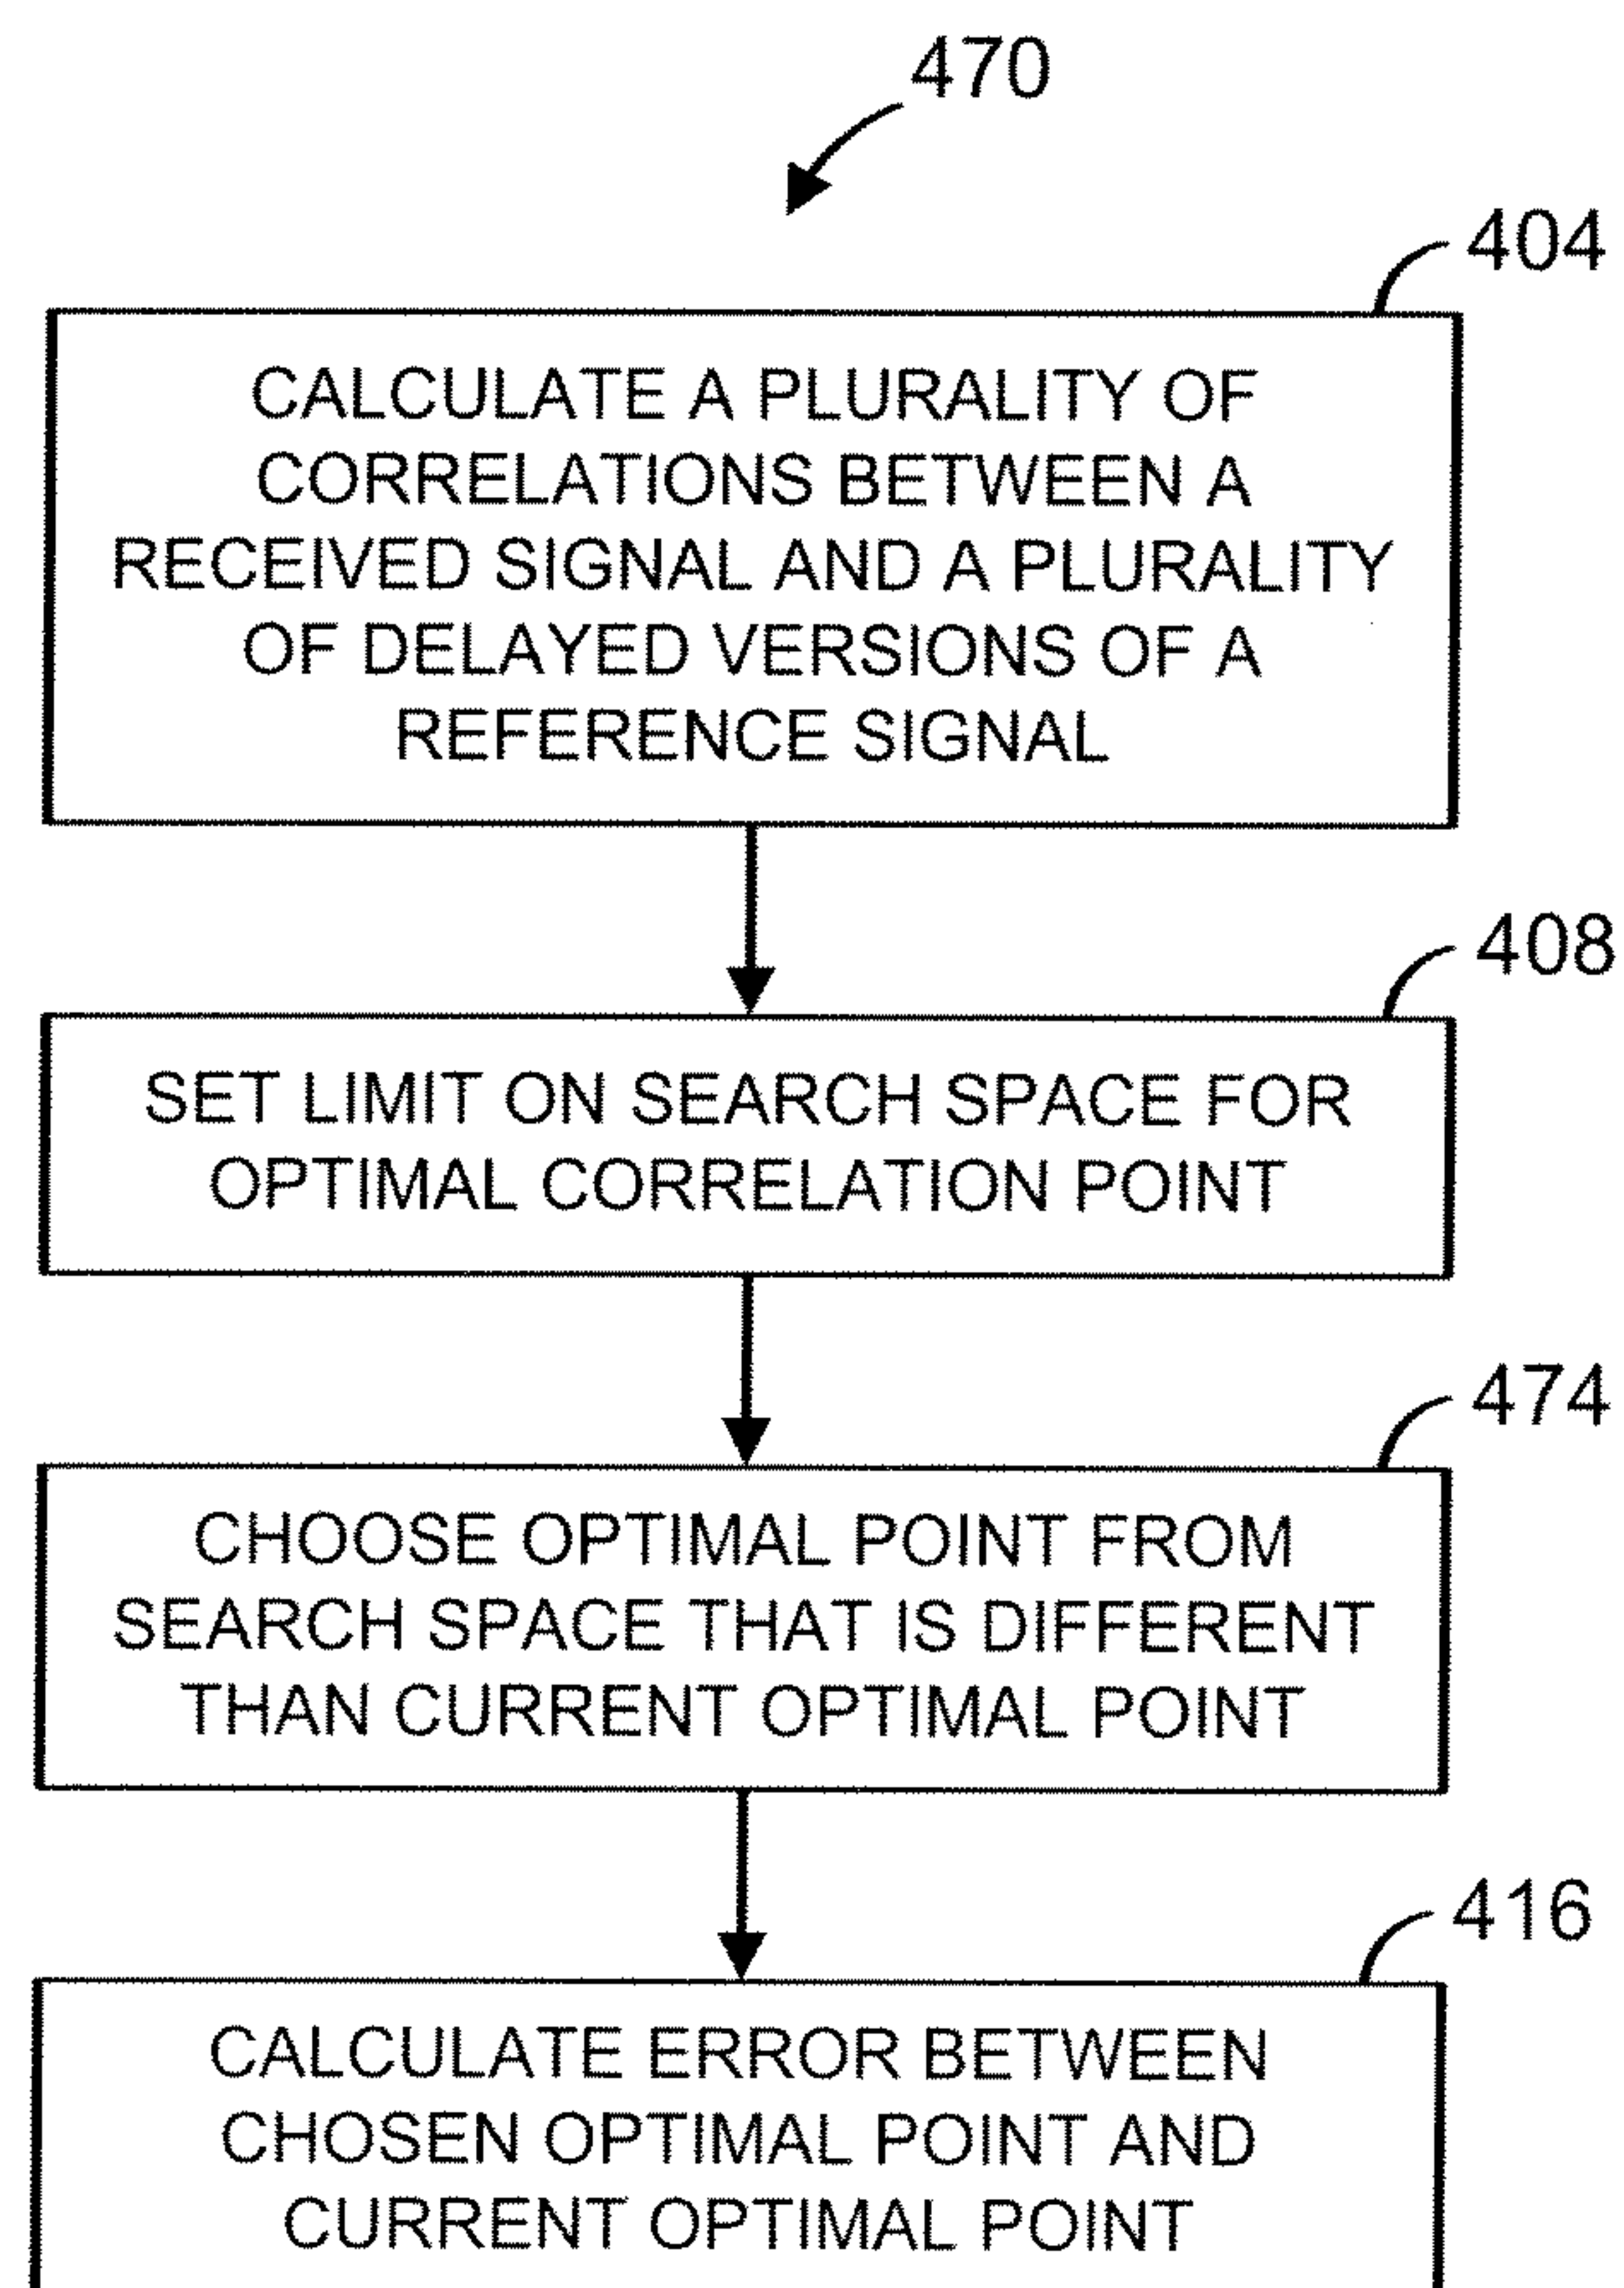 470
404
CALCULATE A PLURALITY OF
CORRELATIONS BETWEEN A
RECEIVED SIGNAL AND A PLURALITY
OF DELAYED VERSIONS OF A
REFERENCE SIGNAL
408
SET LIMIT ON SEARCH SPACE FOR
OPTIMAL CORRELATION POINT
474
CHOOSE OPTIMAL POINT FROM
SEARCH SPACE THAT IS DIFFERENT
THAN CURRENT OPTIMAL POINT
416
CALCULATE ERROR BETWEEN
CHOSEN OPTIMAL POINT AND
CURRENT OPTIMAL POINT